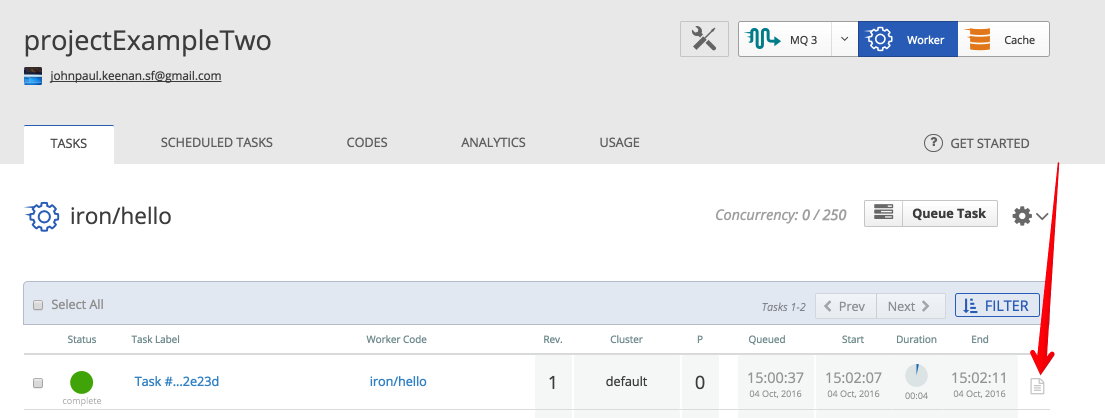 projectExampleTwo
MQ 3
Worker
Cache
johnpaul.keenan.sf@gmail.com
TASKS
SCHEDULED TASKS
CODES
ANALYTICS
USAGE
? GET STARTED
iron/hello
Concurrency: 0 / 250
Queue Task
Select All
Tasks 1-2
Prev
Next
FILTER
Status
Task Label
Worker Code
Rev.
Cluster
P
Queued
Start
Duration
End
complete
Task #...2e23d
iron/hello
1
default
0
15:00:37
04 Oct, 2016
15:02:07
04 Oct, 2016
00:04
15:02:11
04 Oct, 2016